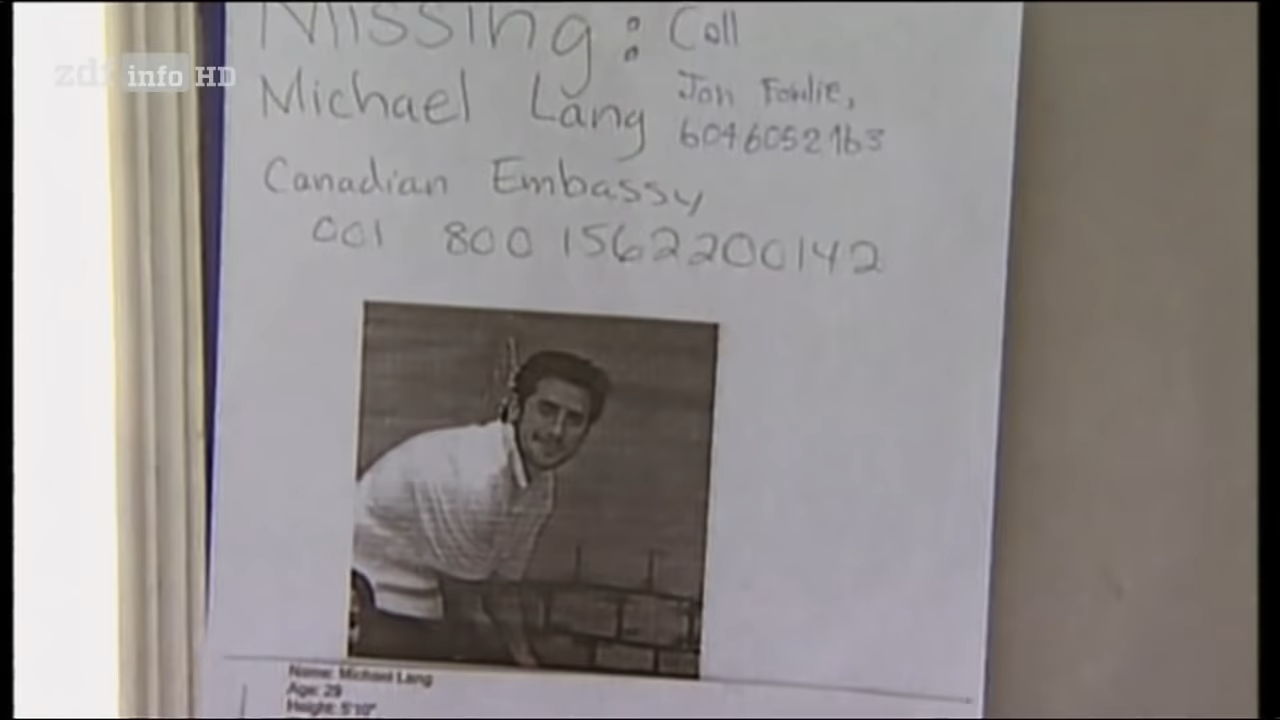 zdf info HD
Missing: Call
Michael Lang
Jon Fowlie,
6046052163
Canadian Embassy
001 800 1562200142
Name: Michael Lang
Age: 29
Height: 5'10"